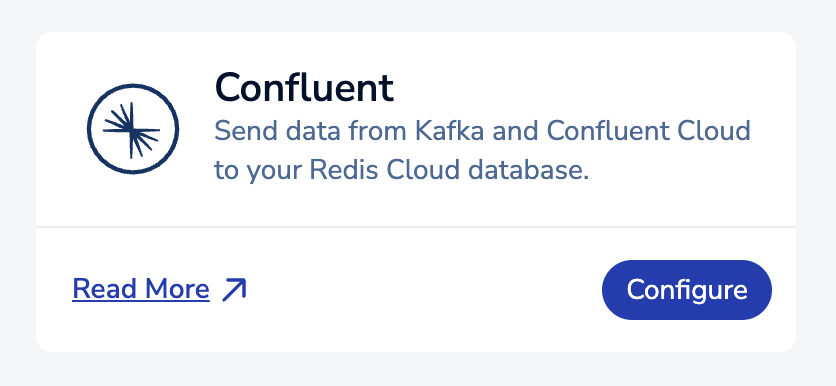 Confluent
Send data from Kafka and Confluent Cloud
to your Redis Cloud database.
Read More
Configure